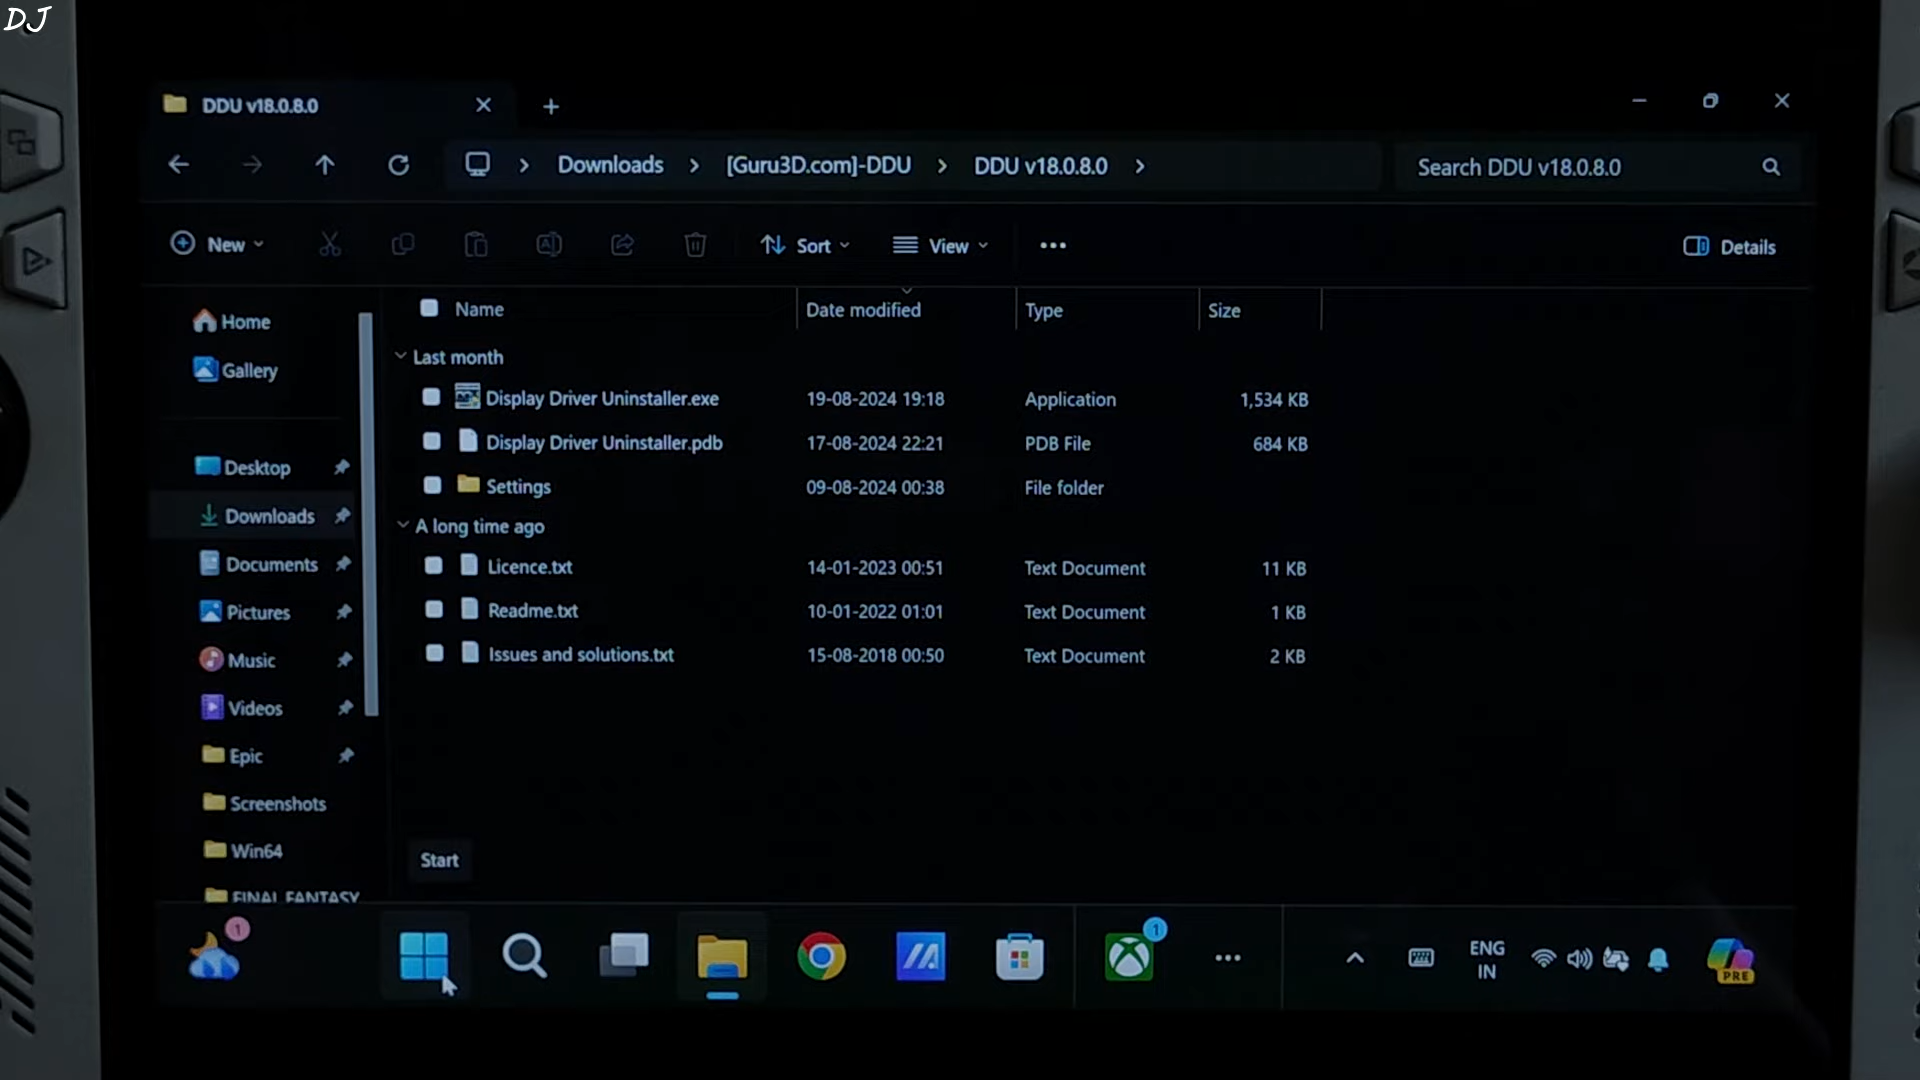 DJ
DDU v18.0.8.0
Downloads > [Guru3D.com]-DDU > DDU v18.0.8.0 >
Search DDU v18.0.8.0
New
Sort
View
Details
Name
Date modified
Type
Size
Last month
Display Driver Uninstaller.exe 19-08-2024 19:18 Application 1,534 KB
Display Driver Uninstaller.pdb 17-08-2024 22:21 PDB File 684 KB
Settings 09-08-2024 00:38 File folder
A long time ago
Licence.txt 14-01-2023 00:51 Text Document 11 KB
Readme.txt 10-01-2022 01:01 Text Document 1 KB
Issues and solutions.txt 15-08-2018 00:50 Text Document 2 KB
Home
Gallery
Desktop
Downloads
Documents
Pictures
Music
Videos
Epic
Screenshots
Win64
FINAL FANTASY
Start
1
1
ENG
IN
PRE